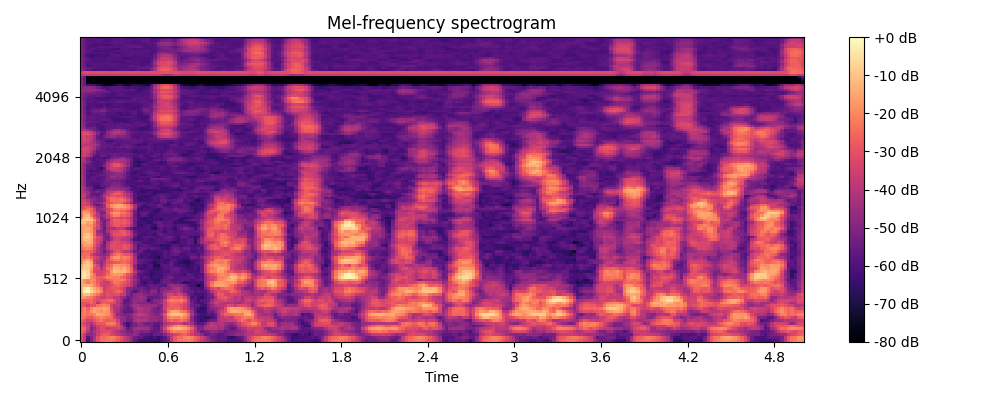 Mel-frequency spectrogram
Hz
4096
2048
1024
512
0
0 0.6 1.2 1.8 2.4 3 3.6 4.2 4.8
Time
+0 dB
-10 dB
-20 dB
-30 dB
-40 dB
-50 dB
-60 dB
-70 dB
-80 dB